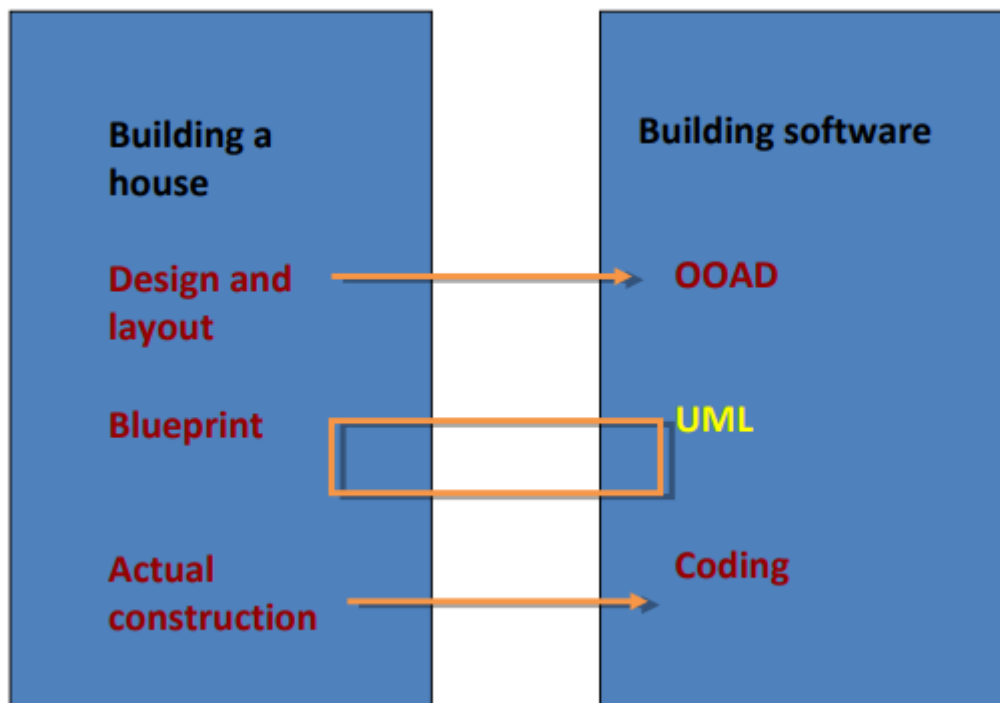 Building a
house
Design and
layout
Blueprint
Actual
construction
Building software
OOAD
UML
Coding